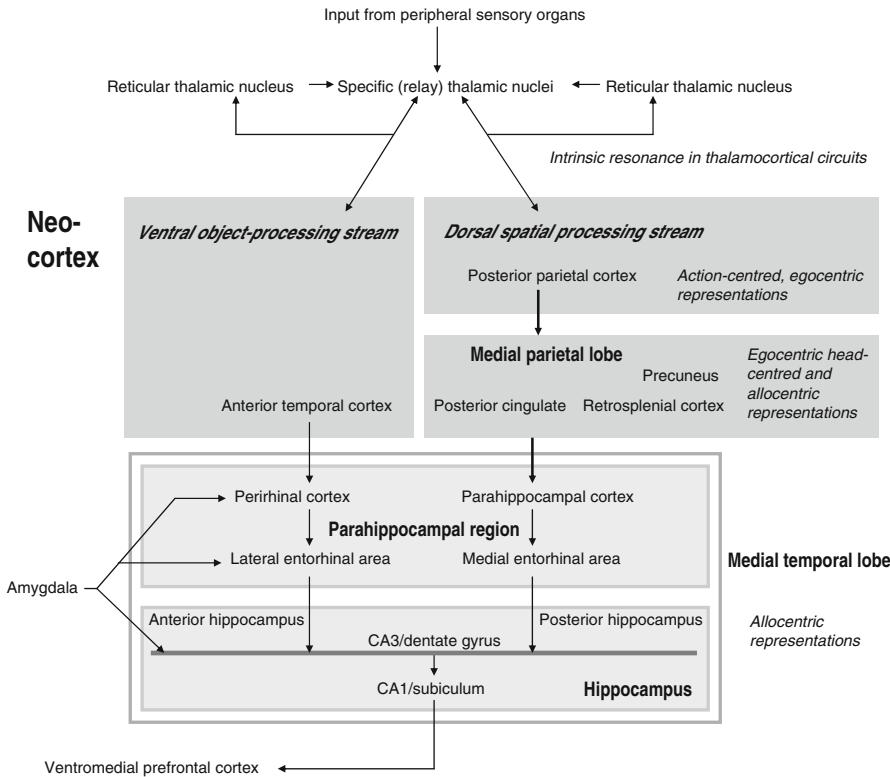 Input from peripheral sensory organs
Reticular thalamic nucleus
Specific (relay) thalamic nuclei
Reticular thalamic nucleus
Intrinsic resonance in thalamocortical circuits
Neo-
cortex
Ventral object-processing stream
Dorsal spatial processing stream
Posterior parietal cortex
Action-centred, egocentric
representations
Medial parietal lobe
Egocentric head-
centred and
allocentric
representations
Precuneus
Anterior temporal cortex
Posterior cingulate
Retrosplenial cortex
Perirhinal cortex
Parahippocampal cortex
Parahippocampal region
Lateral entorhinal area
Medial entorhinal area
Medial temporal lobe
Amygdala
Anterior hippocampus
Posterior hippocampus
Allocentric
representations
CA3/dentate gyrus
CA1/subiculum
Hippocampus
Ventromedial prefrontal cortex